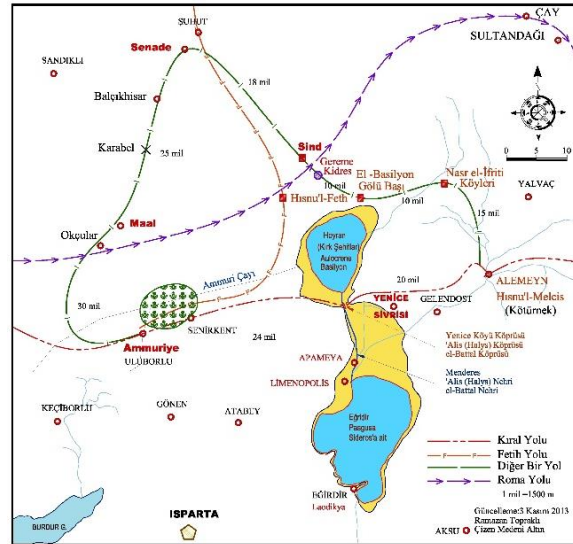 ŞUHUT
ÇAY
SULTANDAĞI
Senade
SANDIKLI
18 mil
Balçıkhisar
Karabel
25 mil
Sind
Gereme
Kidres
10 mil
El -Basilyon
Gölü Başı
Nasr el-İfriti
Köyleri
0 5 10
YALVAÇ
Hısnu'l-Feth
10 mil
15 mil
Maal
Okçular
Hoyran
(Kırk Şehitler)
Aulocrene
Basilyon
Ammuri Çayı
20 mil
ALEMEYN
Hısnu'l-Melcis
(Kötürnek)
30 mil
YENİCE
SİVRİSİ
GELENDOST
SENİRKENT
24 mil
Ammuriye
ULUBORLU
Yenice Köyü Köprüsü
'Alis (Halys) Köprüsü
el-Battal Köprüsü
APAMEYA
Menderes
'Alis (Halys) Nehri
el-Battal Nehri
LİMENOPOLİS
KEÇİBORLU
GÖNEN
ATABEY
Eğridir
Pasgusa
Skleros'a ait
Kıral Yolu
Fetih Yolu
Diğer Bir Yol
Roma Yolu
1 mil =1500 m
EĞİRDİR
Laodikya
BURDUR G.
ISPARTA
AKSU
Güncelleme:3 Kasım 2013
Ramazan Topraklı
Çizen Medeni Altın